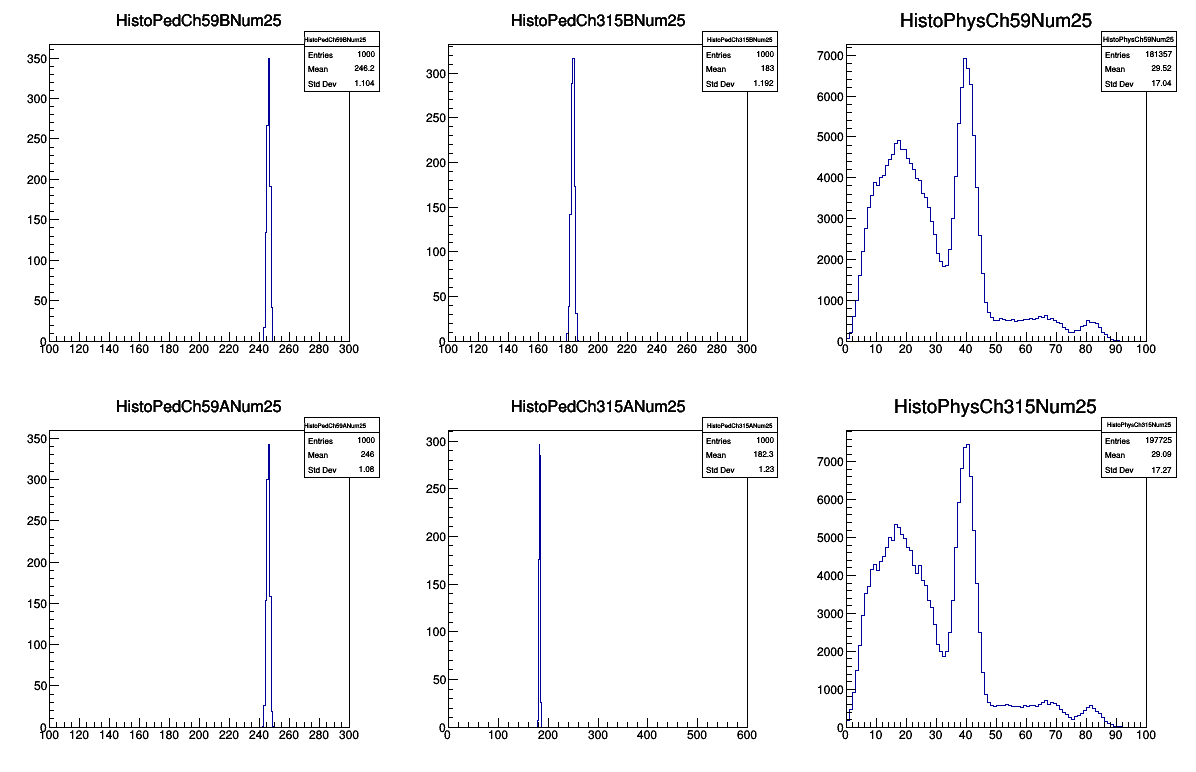 HistoPedCh59BNum25
HistoPedCh59BNum25
Entries 1000
Mean 246.2
Std Dev 1.104
350
300
250
200
150
100
50
0
100 120 140 160 180 200 220 240 260 280 300
HistoPedCh315BNum25
HistoPedCh315BNum25
Entries 1000
Mean 183
Std Dev 1.192
300
250
200
150
100
50
0
100 120 140 160 180 200 220 240 260 280 300
HistoPhysCh59Num25
HistoPhysCh59Num25
Entries 181357
Mean 29.52
Std Dev 17.04
7000
6000
5000
4000
3000
2000
1000
0
0 10 20 30 40 50 60 70 80 90 100
HistoPedCh59ANum25
HistoPedCh59ANum25
Entries 1000
Mean 246
Std Dev 1.08
350
300
250
200
150
100
50
0
100 120 140 160 180 200 220 240 260 280 300
HistoPedCh315ANum25
HistoPedCh315ANum25
Entries 1000
Mean 182.3
Std Dev 1.23
300
250
200
150
100
50
0
0 100 200 300 400 500 600
HistoPhysCh315Num25
HistoPhysCh315Num25
Entries 197725
Mean 29.09
Std Dev 17.27
7000
6000
5000
4000
3000
2000
1000
0
0 10 20 30 40 50 60 70 80 90 100